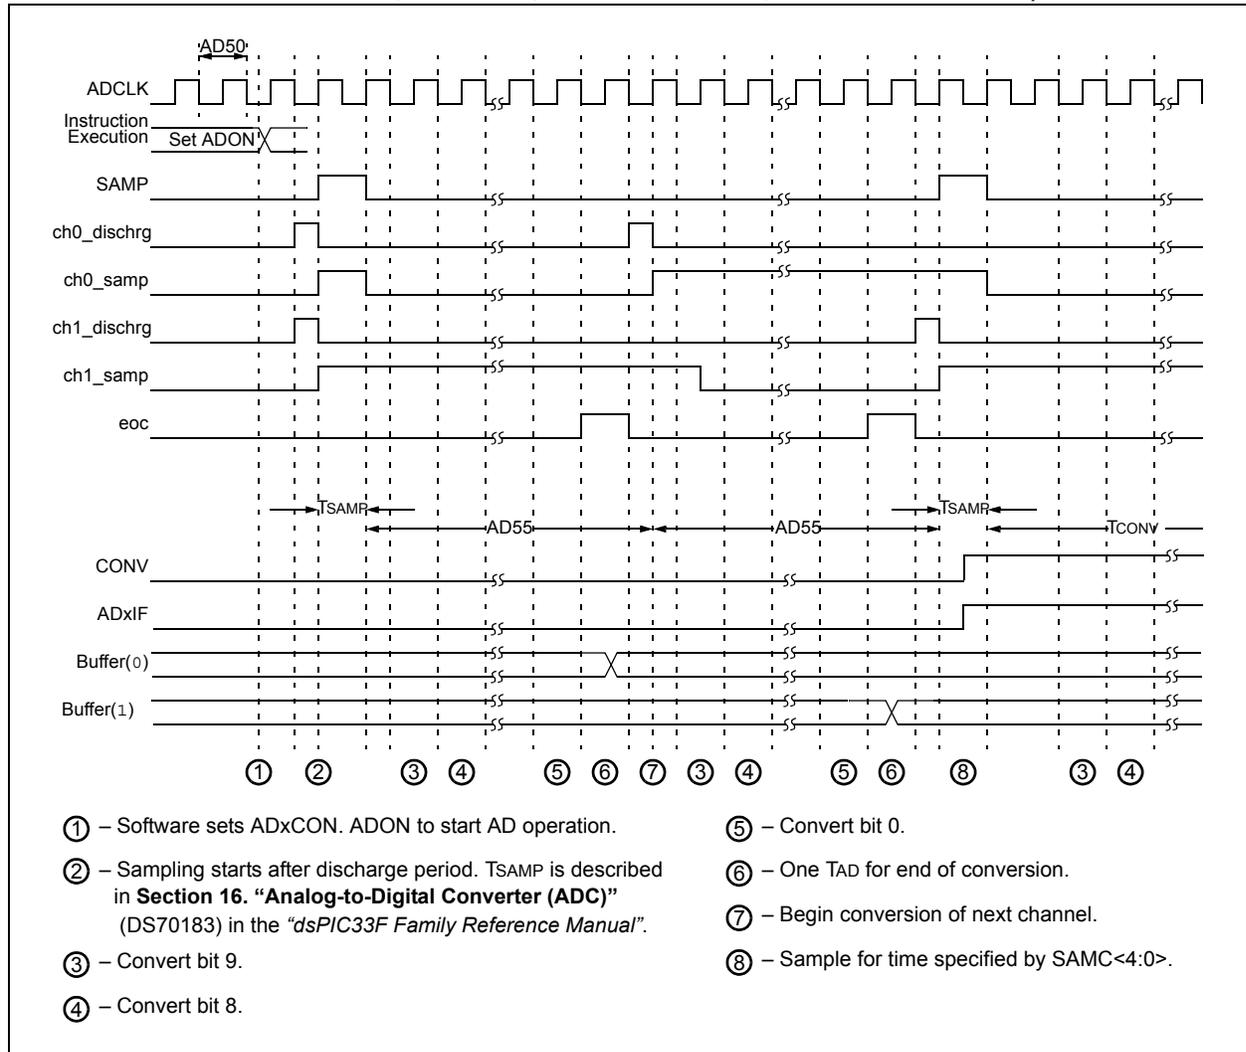 AD50
ADCLK
Instruction
Execution
Set ADON
SAMP
ch0_dischrg
ch0_samp
ch1_dischrg
ch1_samp
eoc
TSAMP
TSAMP
AD55
AD55
TCONV
CONV
ADxIF
Buffer(0)
Buffer(1)
1 2 3 4 5 6 7 3 4 5 6 8 3 4
1 – Software sets ADxCON. ADON to start AD operation.
2 – Sampling starts after discharge period. TSAMP is described
in Section 16. “Analog-to-Digital Converter (ADC)”
(DS70183) in the “dsPIC33F Family Reference Manual”.
3 – Convert bit 9.
4 – Convert bit 8.
5 – Convert bit 0.
6 – One TAD for end of conversion.
7 – Begin conversion of next channel.
8 – Sample for time specified by SAMC<4:0>.